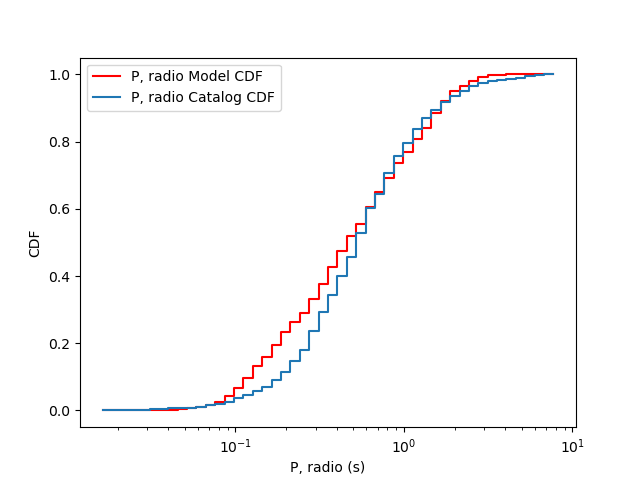 P, radio Model CDF
P, radio Catalog CDF
1.0
0.8
0.6
0.4
0.2
0.0
CDF
10⁻¹ 10⁰ 10¹
P, radio (s)